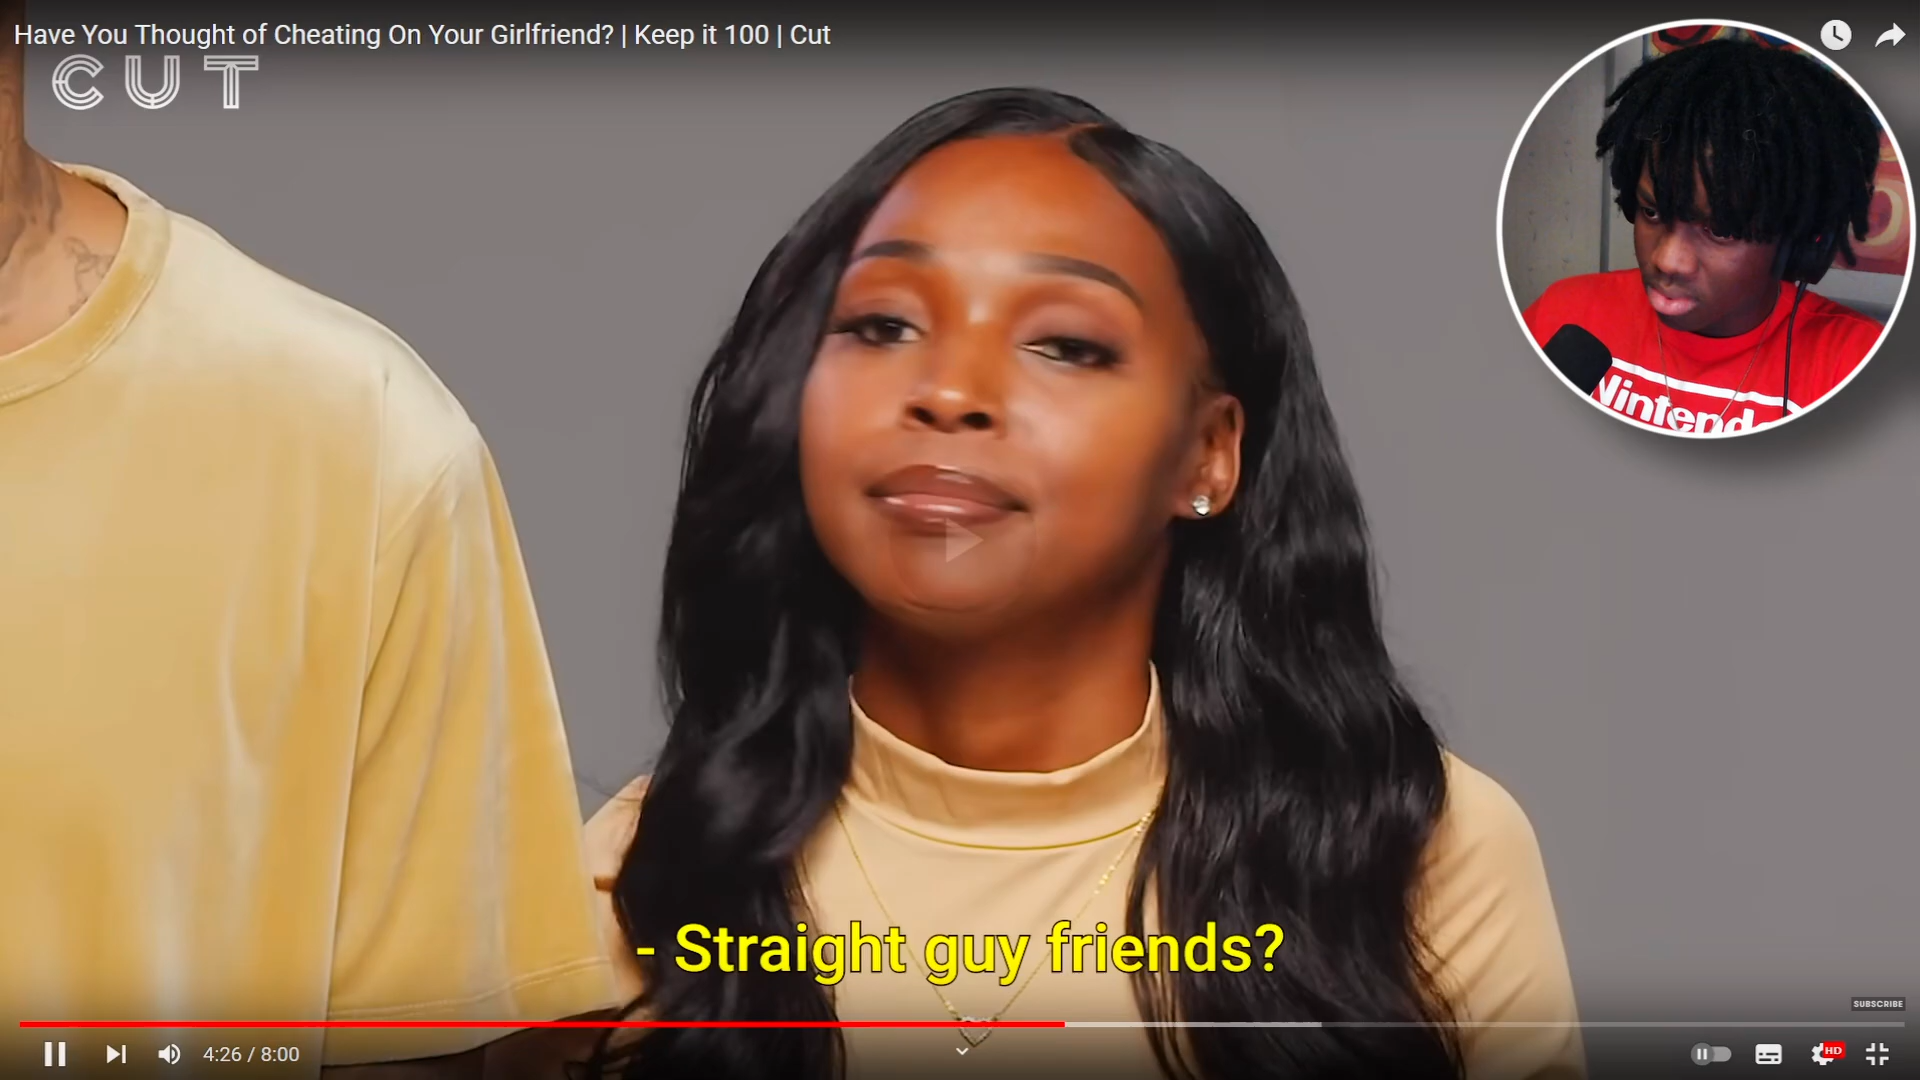 Have You Thought of Cheating On Your Girlfriend? | Keep it 100 | Cut
CUT
Nintendo
- Straight guy friends?
SUBSCRIBE
4:26 / 8:00
HD